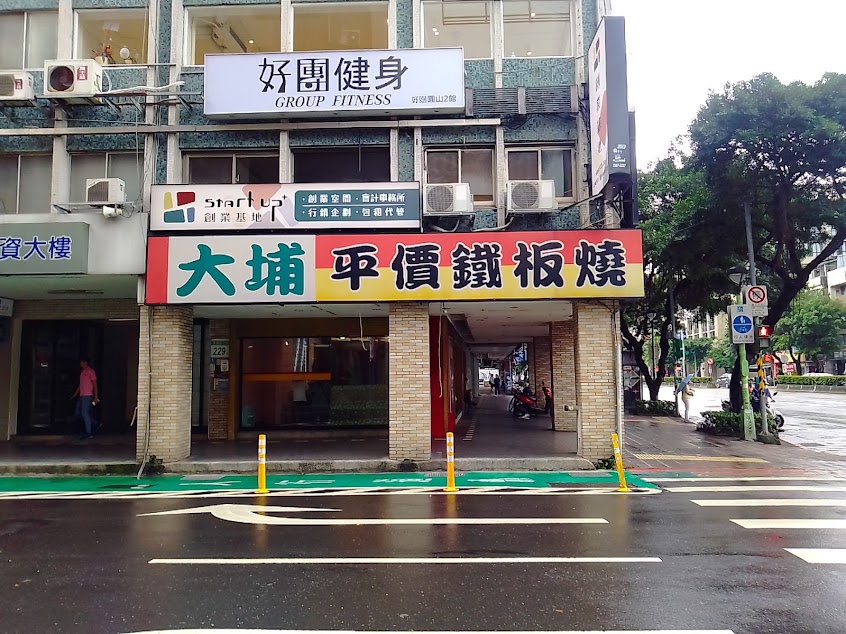 好團健身
GROUP FITNESS 好團圓山2館
start up+
創業基地
·創業空間·會計事務所
·行銷企劃·包租代管
資大樓
大埔 平價鐵板燒
229